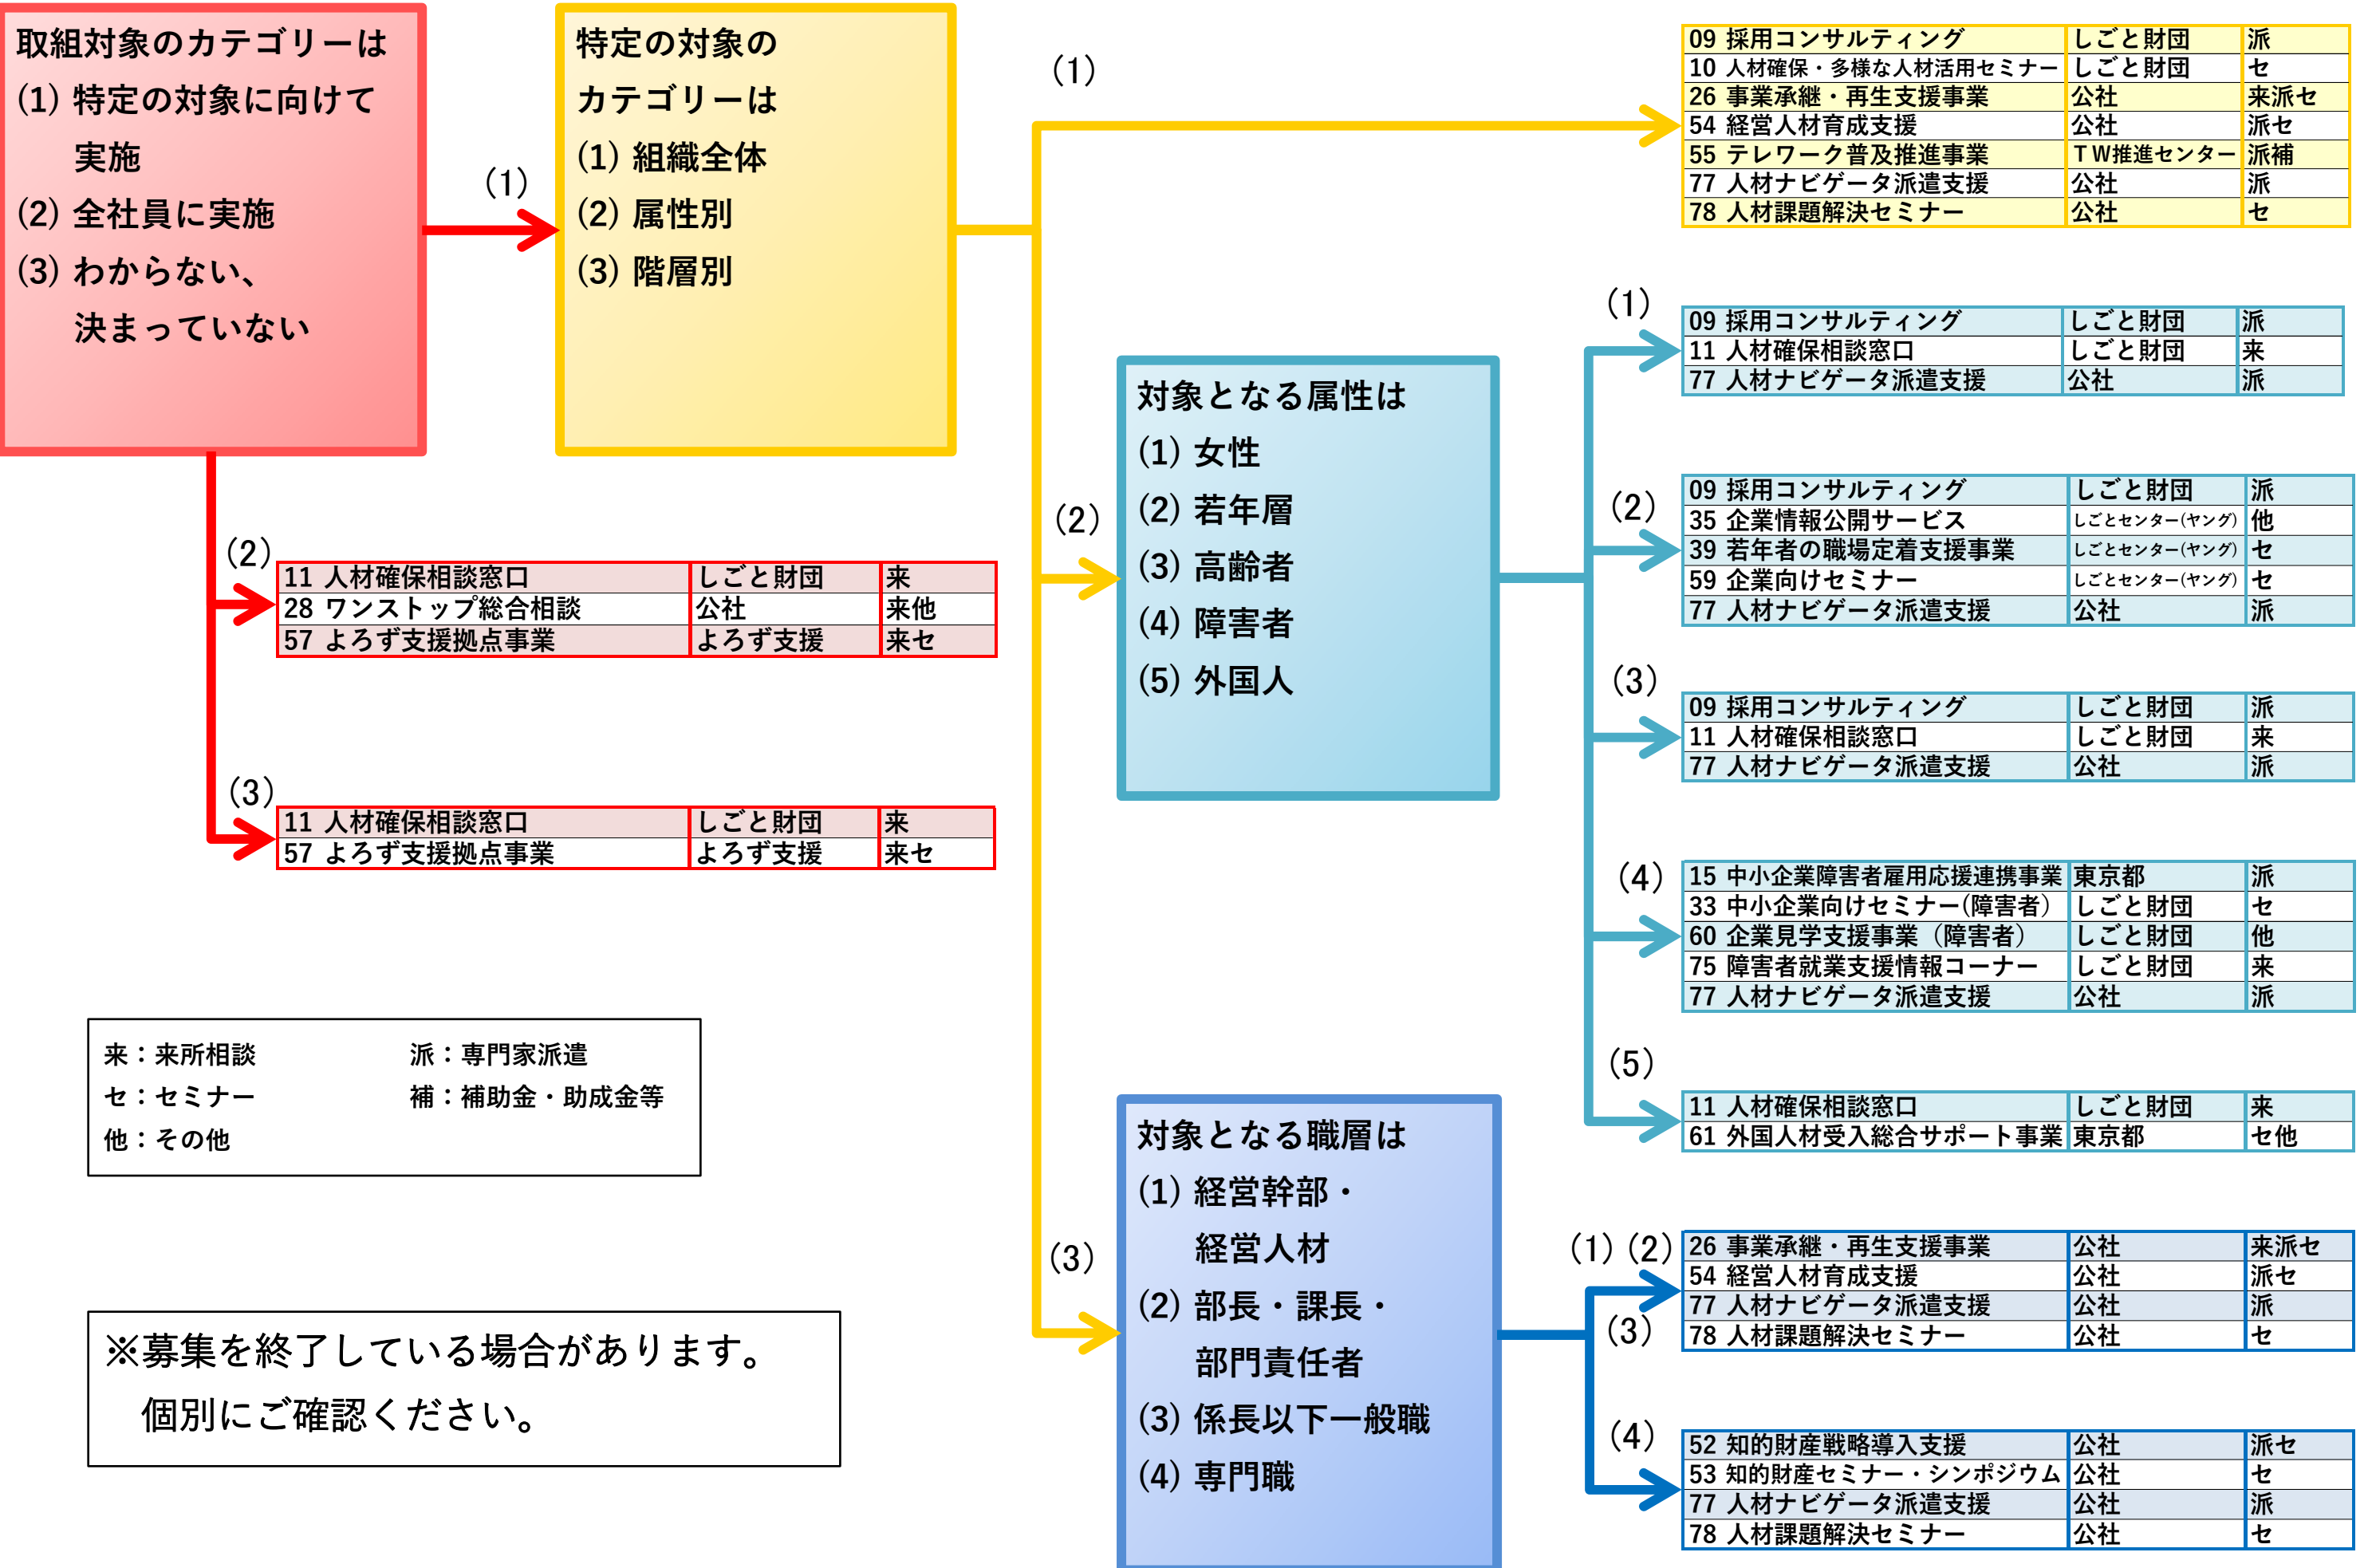 取組対象のカテゴリーは
(1) 特定の対象に向けて
実施
(2) 全社員に実施
(3) わからない、
決まっていない
(1)
特定の対象の
カテゴリーは
(1) 組織全体
(2) 属性別
(3) 階層別
(1)
09 採用コンサルティング しごと財団 派
10 人材確保・多様な人材活用セミナー しごと財団 セ
26 事業承継・再生支援事業 公社 来派セ
54 経営人材育成支援 公社 派セ
55 テレワーク普及推進事業 TW推進センター 派補
77 人材ナビゲータ派遣支援 公社 派
78 人材課題解決セミナー 公社 セ
(2)
11 人材確保相談窓口 しごと財団 来
28 ワンストップ総合相談 公社 来他
57 よろず支援拠点事業 よろず支援 来セ
(3)
11 人材確保相談窓口 しごと財団 来
57 よろず支援拠点事業 よろず支援 来セ
(2)
対象となる属性は
(1) 女性
(2) 若年層
(3) 高齢者
(4) 障害者
(5) 外国人
(1)
09 採用コンサルティング しごと財団 派
11 人材確保相談窓口 しごと財団 来
77 人材ナビゲータ派遣支援 公社 派
(2)
09 採用コンサルティング しごと財団 派
35 企業情報公開サービス しごとセンター(ヤング) 他
39 若年者の職場定着支援事業 しごとセンター(ヤング) セ
59 企業向けセミナー しごとセンター(ヤング) セ
77 人材ナビゲータ派遣支援 公社 派
(3)
09 採用コンサルティング しごと財団 派
11 人材確保相談窓口 しごと財団 来
77 人材ナビゲータ派遣支援 公社 派
(4)
15 中小企業障害者雇用応援連携事業 東京都 派
33 中小企業向けセミナー(障害者) しごと財団 セ
60 企業見学支援事業（障害者） しごと財団 他
75 障害者就業支援情報コーナー しごと財団 来
77 人材ナビゲータ派遣支援 公社 派
(5)
11 人材確保相談窓口 しごと財団 来
61 外国人材受入総合サポート事業 東京都 セ他
(3)
対象となる職層は
(1) 経営幹部・
経営人材
(2) 部長・課長・
部門責任者
(3) 係長以下一般職
(4) 専門職
(1) (2)
(3)
26 事業承継・再生支援事業 公社 来派セ
54 経営人材育成支援 公社 派セ
77 人材ナビゲータ派遣支援 公社 派
78 人材課題解決セミナー 公社 セ
(4)
52 知的財産戦略導入支援 公社 派セ
53 知的財産セミナー・シンポジウム 公社 セ
77 人材ナビゲータ派遣支援 公社 派
78 人材課題解決セミナー 公社 セ
来：来所相談 派：専門家派遣
セ：セミナー 補：補助金・助成金等
他：その他
※募集を終了している場合があります。
個別にご確認ください。